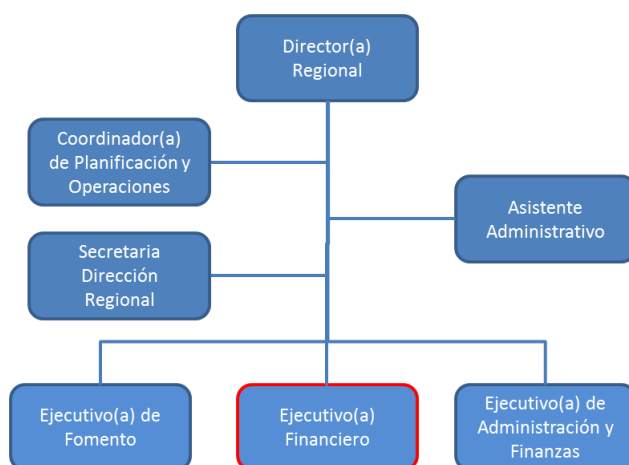 Director(a)
Regional
Coordinador(a)
de Planificación y
Operaciones
Asistente
Administrativo
Secretaria
Dirección
Regional
Ejecutivo(a) de
Fomento
Ejecutivo(a)
Financiero
Ejecutivo(a) de
Administración y
Finanzas